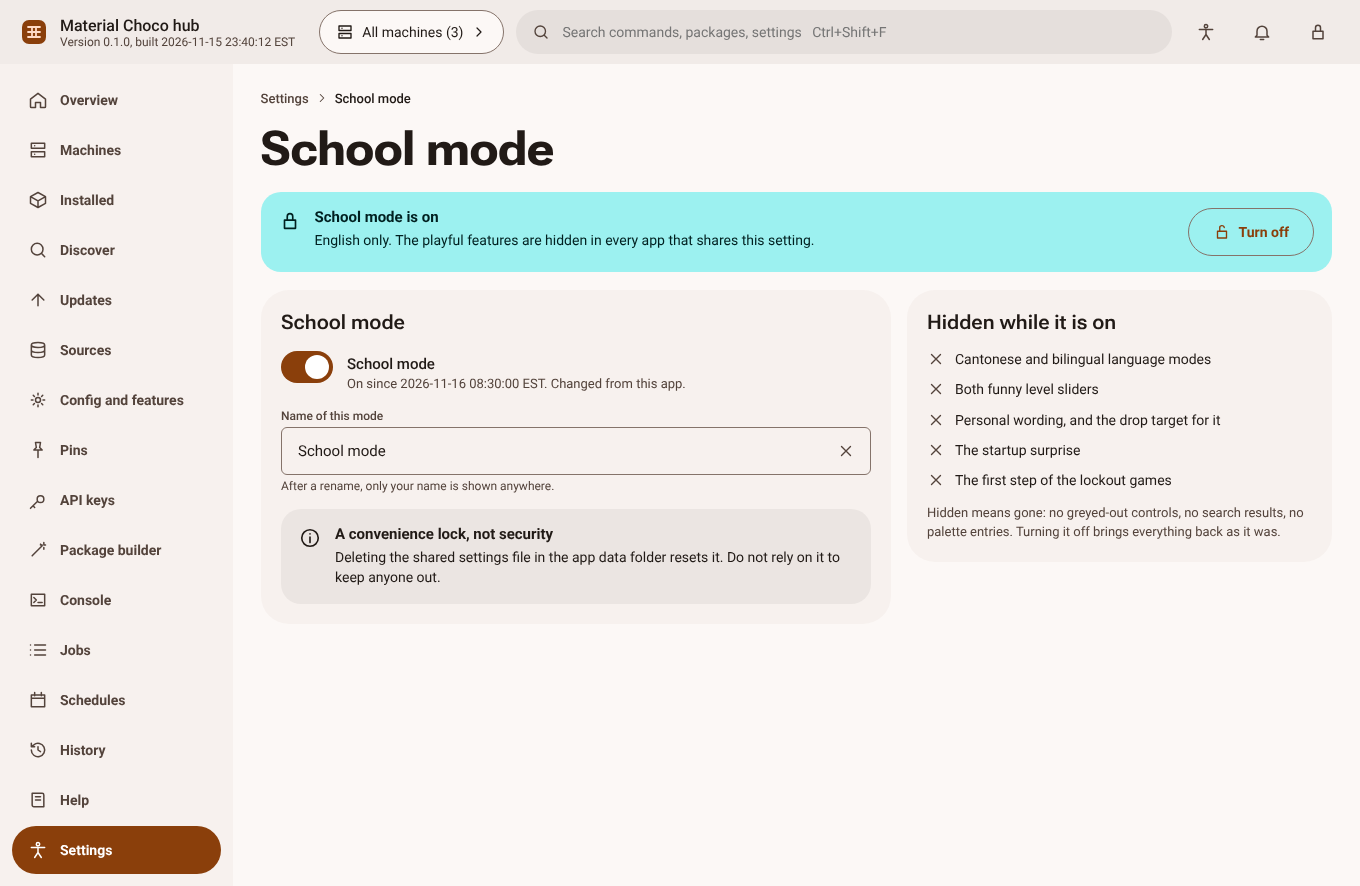 Material Choco hub
Version 0.1.0, built 2026-11-15 23:40:12 EST
All machines (3)
Search commands, packages, settings Ctrl+Shift+F
Overview
Machines
Installed
Discover
Updates
Sources
Config and features
Pins
API keys
Package builder
Console
Jobs
Schedules
History
Help
Settings
Settings
School mode
School mode
School mode is on
English only. The playful features are hidden in every app that shares this setting.
Turn off
School mode
School mode
On since 2026-11-16 08:30:00 EST. Changed from this app.
Name of this mode
School mode
After a rename, only your name is shown anywhere.
A convenience lock, not security
Deleting the shared settings file in the app data folder resets it. Do not rely on it to
keep anyone out.
Hidden while it is on
Cantonese and bilingual language modes
Both funny level sliders
Personal wording, and the drop target for it
The startup surprise
The first step of the lockout games
Hidden means gone: no greyed-out controls, no search results, no
palette entries. Turning it off brings everything back as it was.